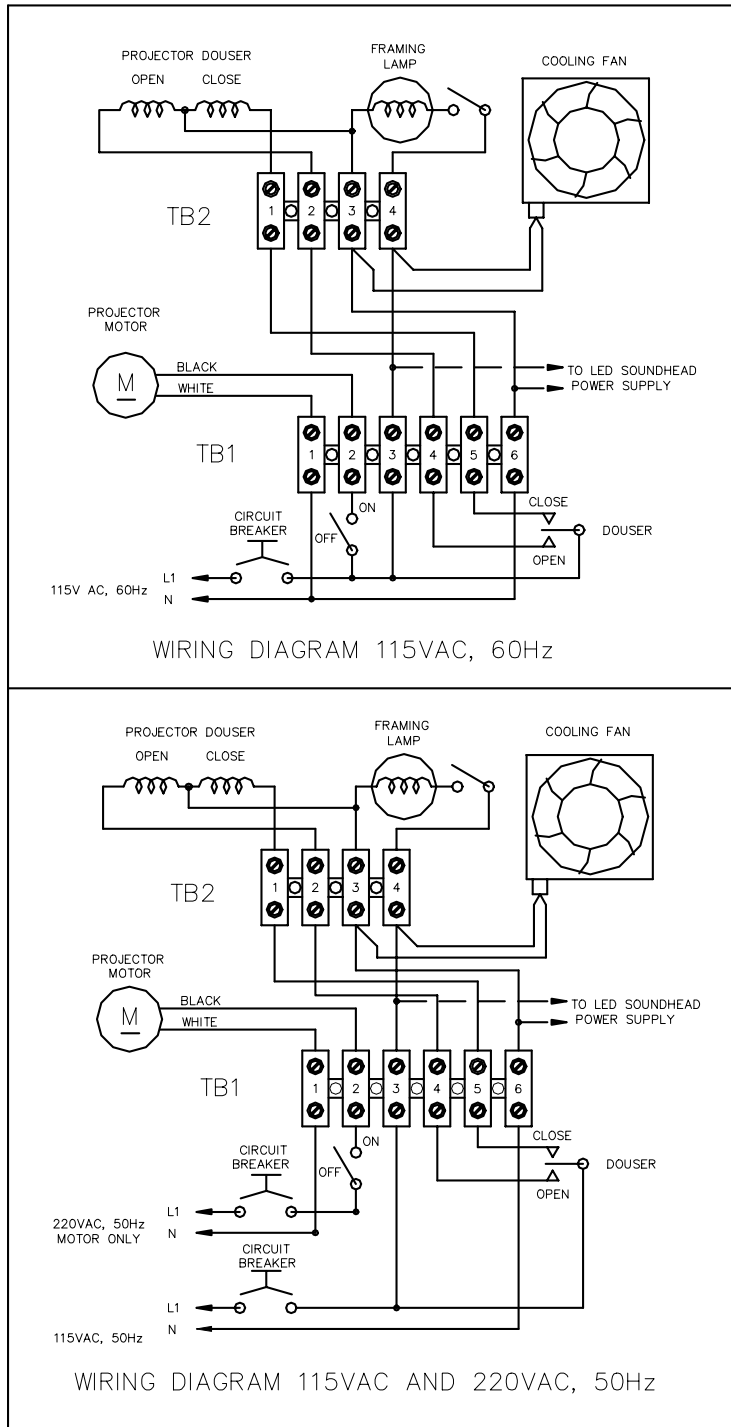 PROJECTOR DOUSER
OPEN CLOSE
FRAMING
LAMP
COOLING FAN
TB2
1 2 3 4
PROJECTOR
MOTOR
M
BLACK
WHITE
TO LED SOUNDHEAD
POWER SUPPLY
TB1
1 2 3 4 5 6
ON
OFF
CLOSE
DOUSER
OPEN
CIRCUIT
BREAKER
L1
115V AC, 60Hz
N
WIRING DIAGRAM 115VAC, 60Hz
PROJECTOR DOUSER
OPEN CLOSE
FRAMING
LAMP
COOLING FAN
TB2
1 2 3 4
PROJECTOR
MOTOR
M
BLACK
WHITE
TO LED SOUNDHEAD
POWER SUPPLY
TB1
1 2 3 4 5 6
ON
OFF
CLOSE
DOUSER
OPEN
CIRCUIT
BREAKER
L1
220VAC, 50Hz
MOTOR ONLY
N
CIRCUIT
BREAKER
L1
N
115VAC, 50Hz
WIRING DIAGRAM 115VAC AND 220VAC, 50Hz